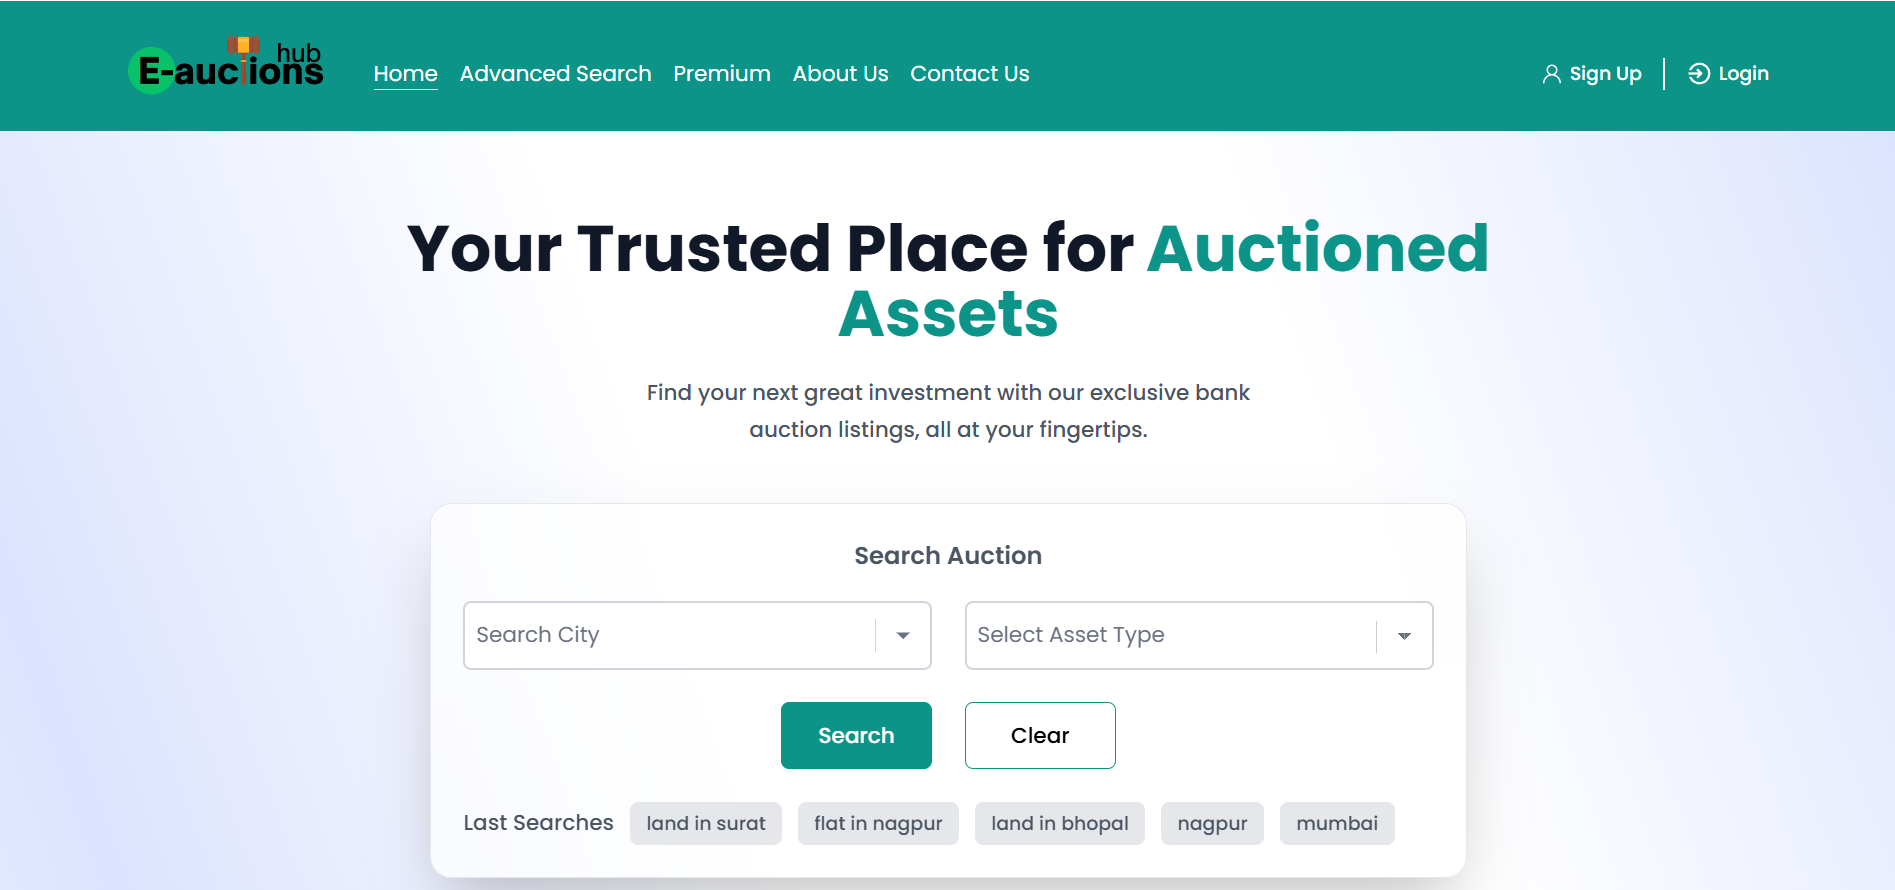 E-auctions hub
Home Advanced Search Premium About Us Contact Us Sign Up Login
Your Trusted Place for Auctioned
Assets
Find your next great investment with our exclusive bank
auction listings, all at your fingertips.
Search Auction
Search City Select Asset Type
Search Clear
Last Searches land in surat flat in nagpur land in bhopal nagpur mumbai